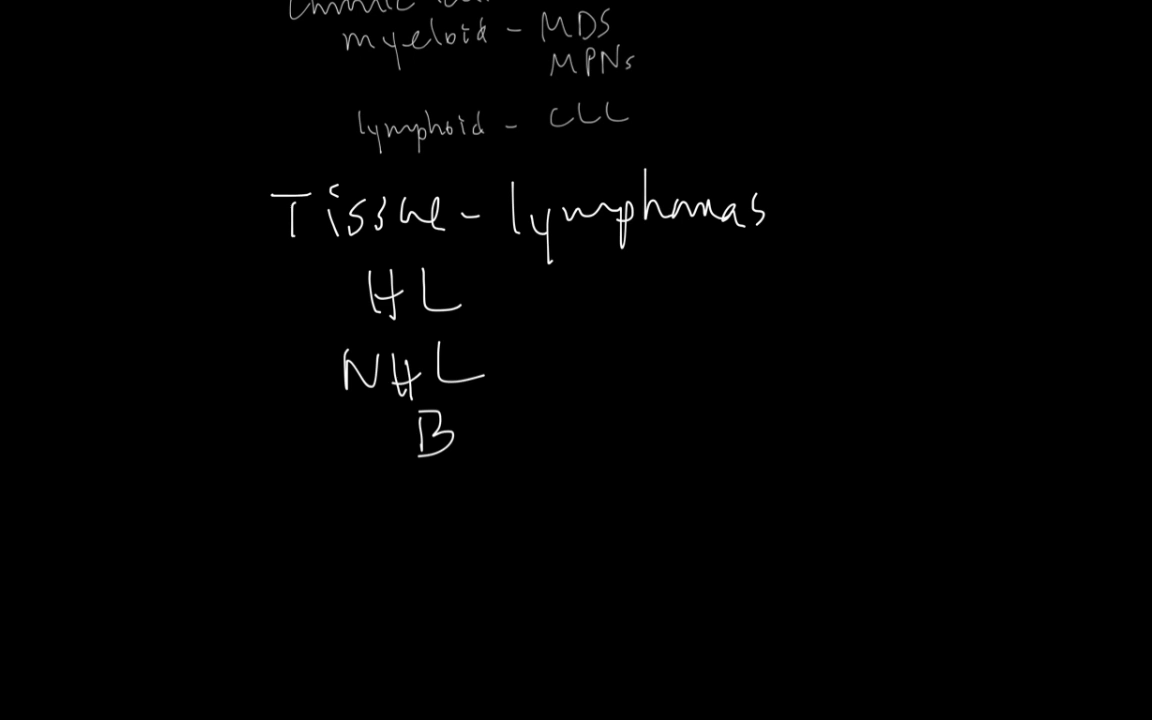 myeloid - MDS
MPNs
lymphoid - CLL
Tissue - lymphomas
HL
NHL
B